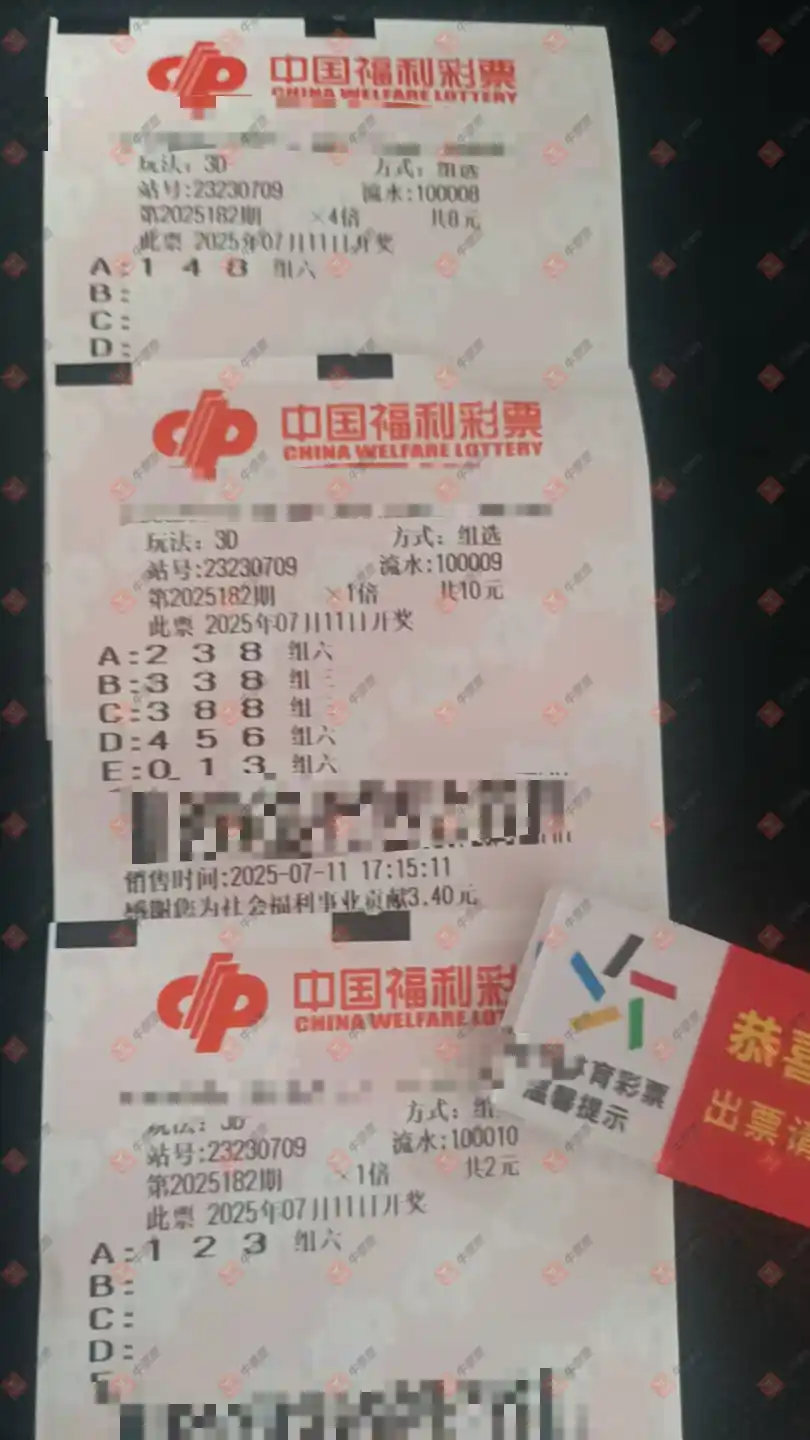 中国福利彩票
CHINA WELFARE LOTTERY
玩法：3D 方式：组选
站号:23230709 流水:100008
第2025182期 ×4倍 共8元
此票 2025年07月11日开奖
A:1 4 8 组六
B:
C:
D:
中国福利彩票
CHINA WELFARE LOTTERY
玩法：3D 方式：组选
站号:23230709 流水:100009
第2025182期 ×1倍 共10元
此票 2025年07月11日开奖
A:2 3 8 组六
B:3 3 8 组
C:3 8 8 组
D:4 5 6 组六
E:0 1 3 组六
销售时间:2025-07-11 17:15:11
感谢您为社会福利事业贡献3.40元
中国福利彩
CHINA WELFARE LOT
玩法：3D 方式：组
站号:23230709 流水:100010
第2025182期 ×1倍 共2元
此票 2025年07月11日开奖
A:1 2 3 组六
B:
C:
D:
体育彩票
温馨提示
恭喜
出票请